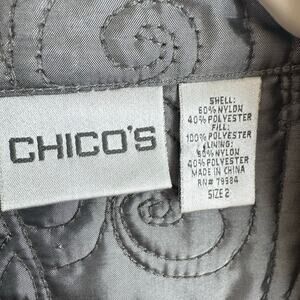 CHICO'S
SHELL:
60% NYLON
40% POLYESTER
FILL:
100% POLYESTER
LINING:
60% NYLON
40% POLYESTER
MADE IN CHINA
RN# 79984
SIZE 2